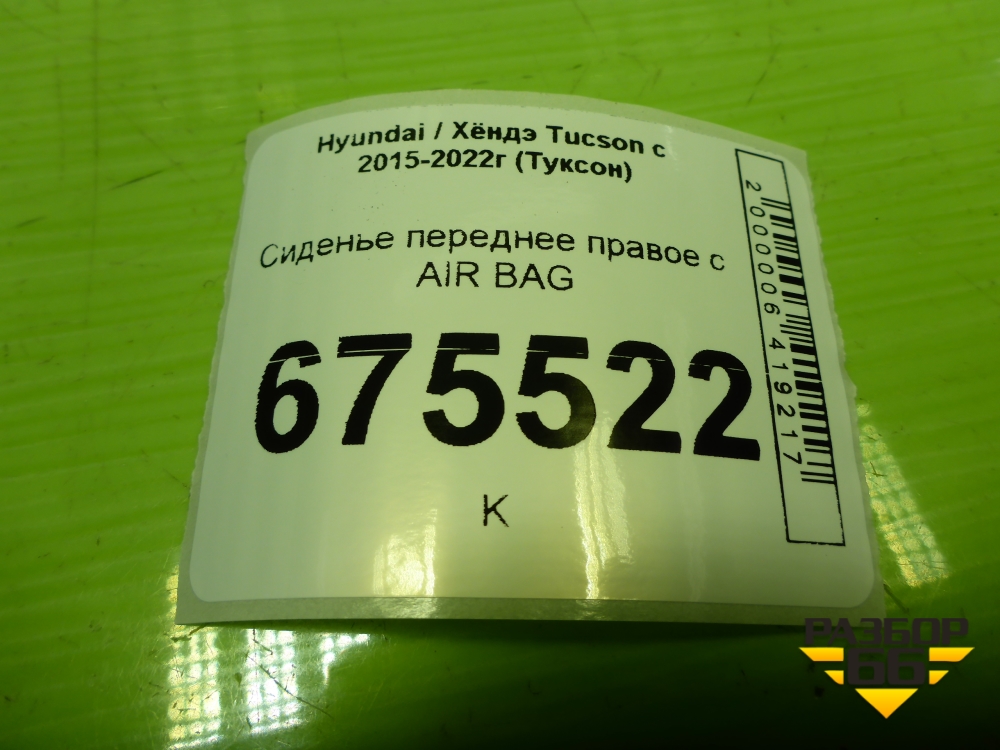 Hyundai / Хёндэ Tucson с
2015-2022г (Туксон)
Сиденье переднее правое с
AIR BAG
675522
К
2000006419217
РАЗБОР
66